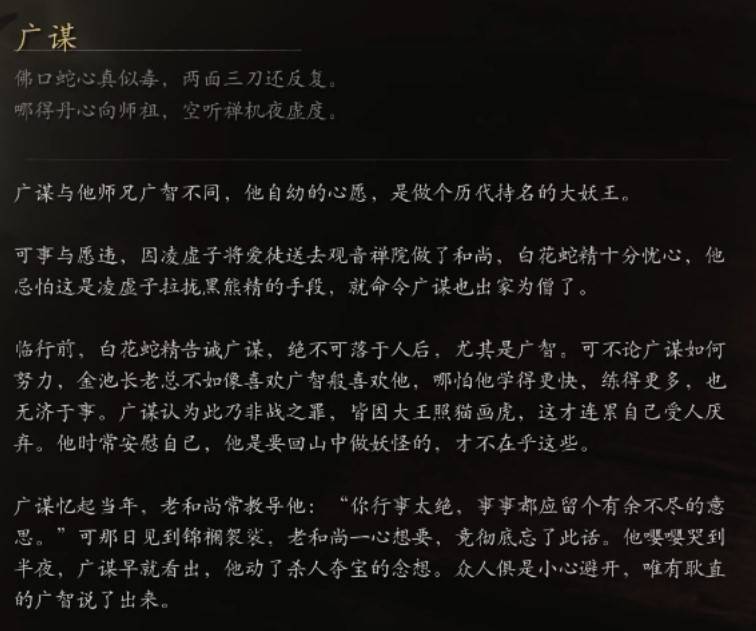 广谋
佛口蛇心真似毒，两面三刀还反复。
哪得丹心向师祖，空听禅机夜虚度。
广谋与他师兄广智不同，他自幼的心愿，是做个历代持名的大妖王。
可事与愿违，因凌虚子将爱徒送去观音禅院做了和尚，白花蛇精十分忧心，他
忌怕这是凌虚子拉拢黑熊精的手段，就命令广谋也出家为僧了。
临行前，白花蛇精告诫广谋，绝不可落于人后，尤其是广智。可不论广谋如何
努力，金池长老总不如像喜欢广智般喜欢他，哪怕他学得更快、练得更多，也
无济于事。广谋认为此乃非战之罪，皆因大王照猫画虎，这才连累自己受人厌
弃。他时常安慰自己，他是要回山中做妖怪的，才不在乎这些。
广谋忆起当年，老和尚常教导他：“你行事太绝，事事都应留个有余不尽的意
思。”可那日见到锦襕袈裟，老和尚一心想要，竟彻底忘了此话。他嘤嘤哭到
半夜，广谋早就看出，他动了杀人夺宝的念想。众人俱是小心避开，唯有耿直
的广智说了出来。